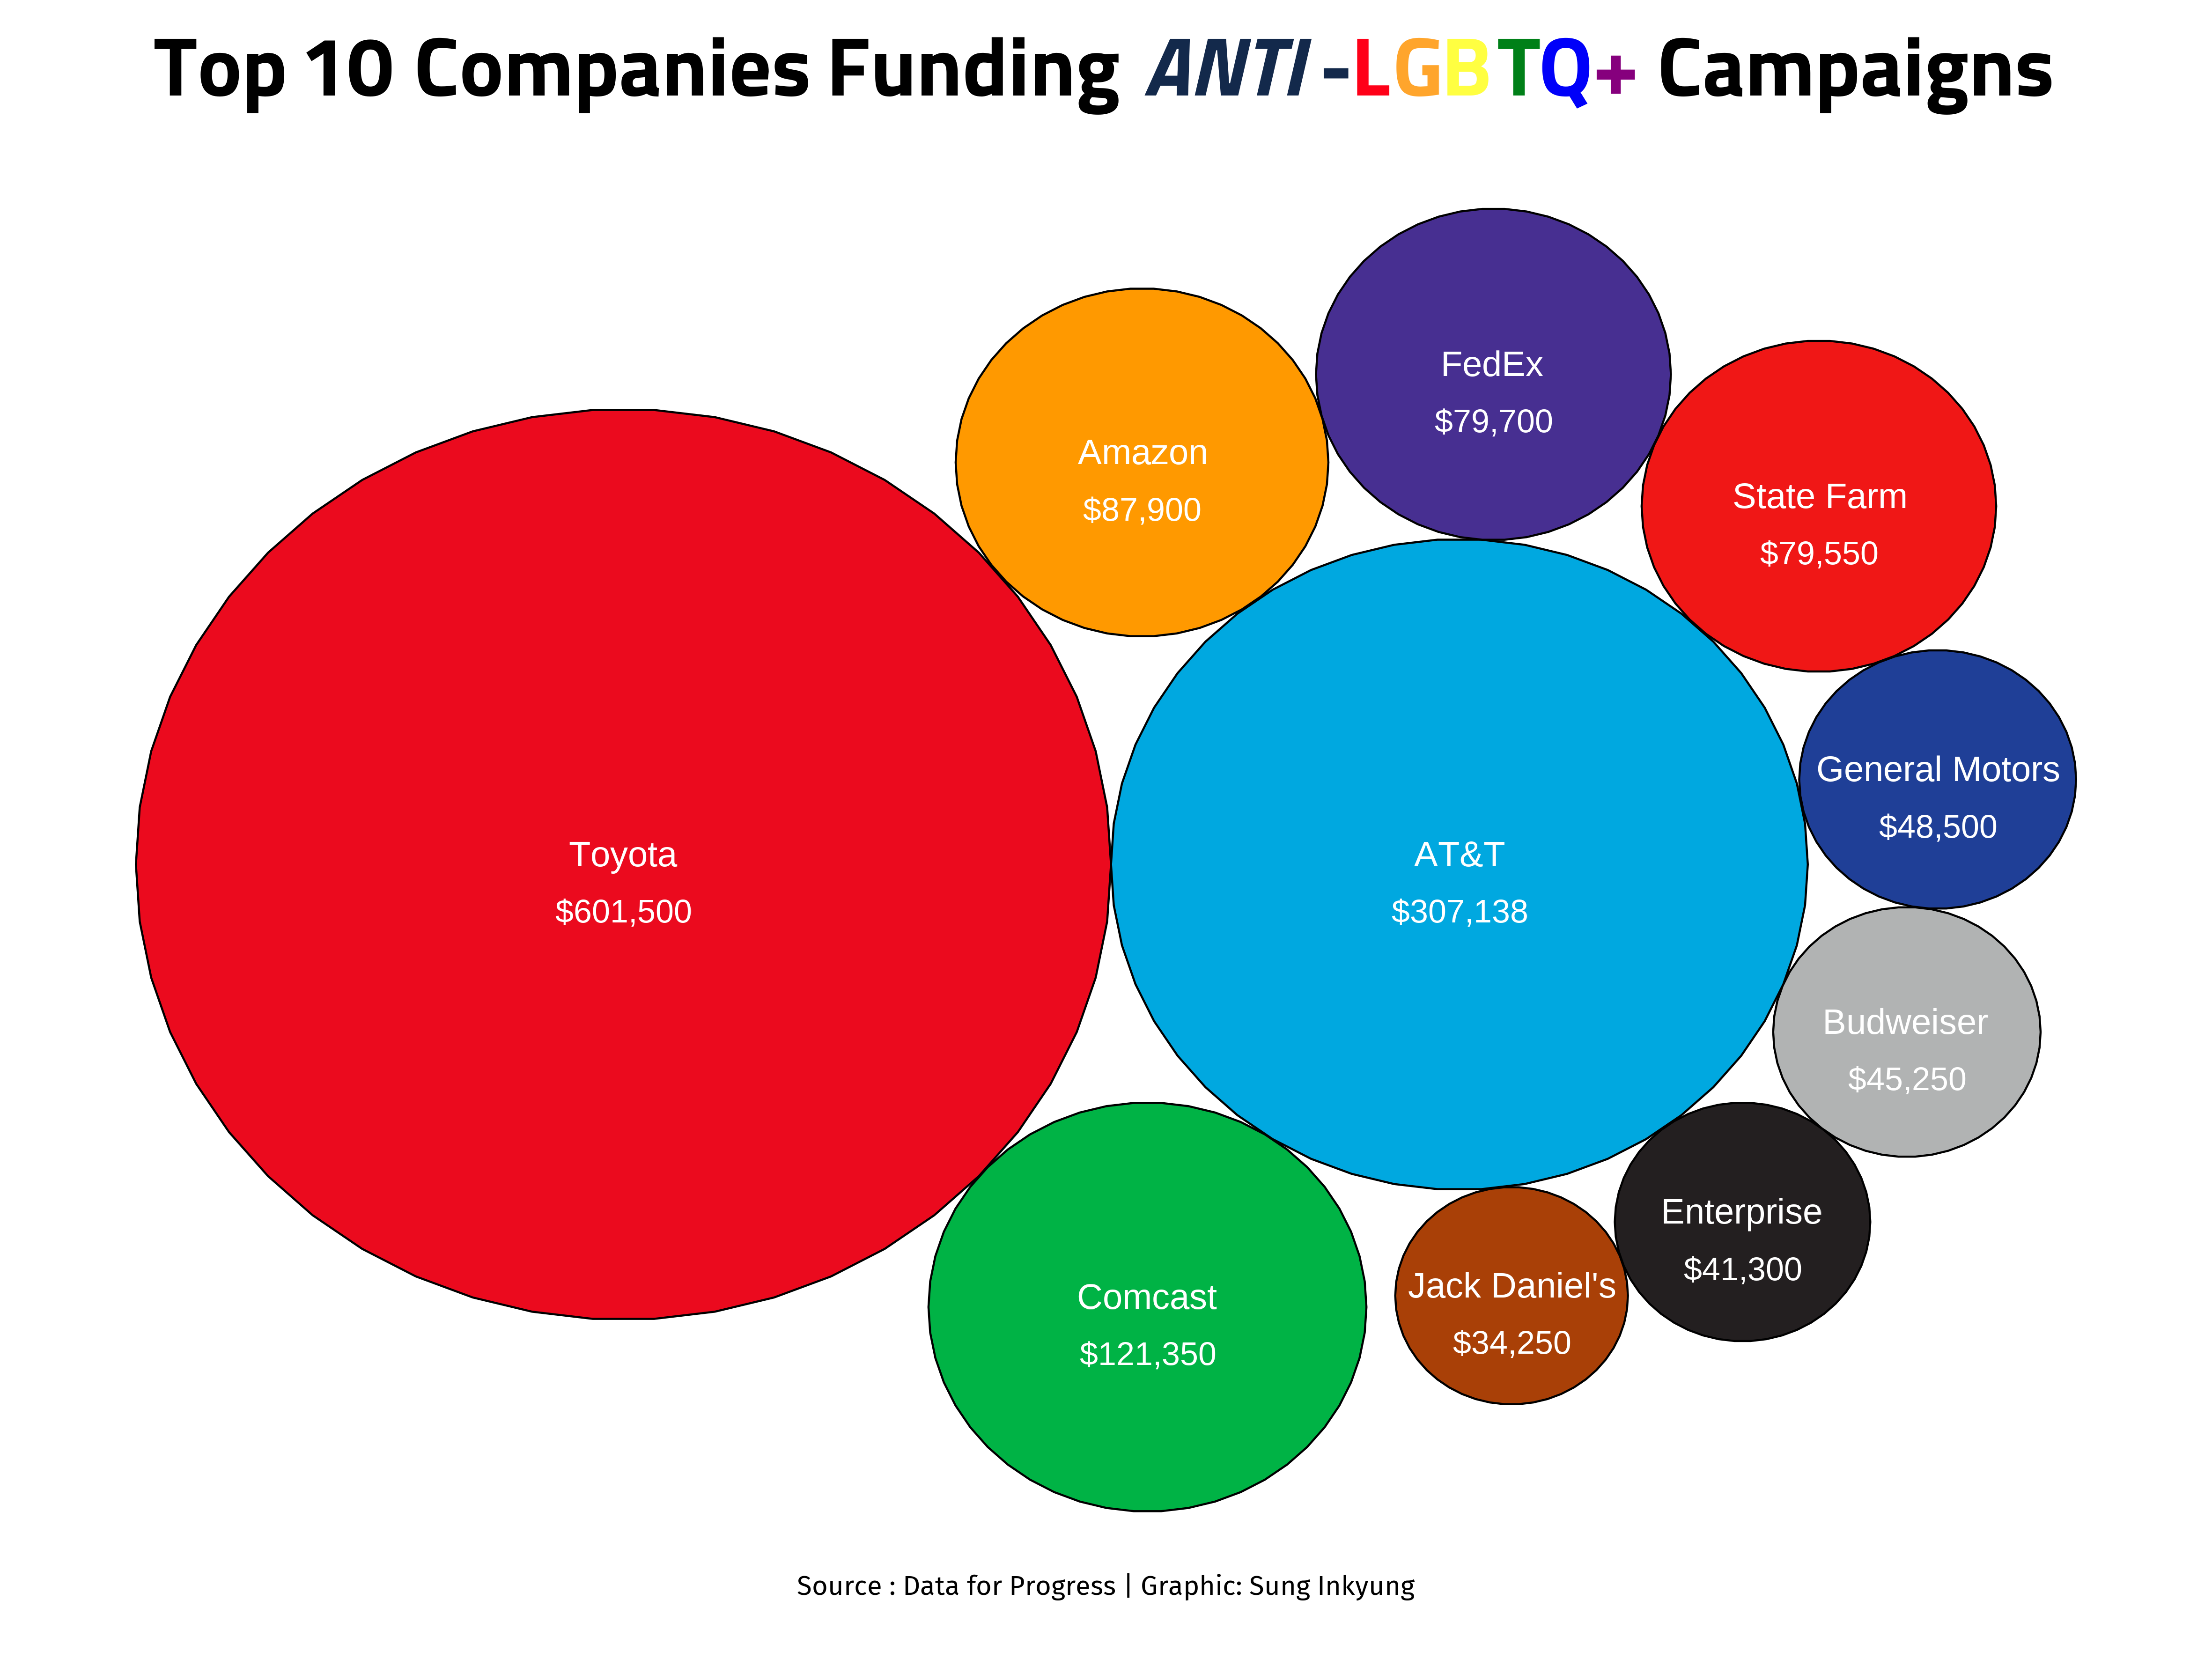 Top 10 Companies Funding ANTI-LGBTQ+ Campaigns
FedEx
$79,700
Amazon
$87,900
State Farm
$79,550
General Motors
$48,500
Toyota
$601,500
AT&T
$307,138
Budweiser
$45,250
Enterprise
$41,300
Jack Daniel's
$34,250
Comcast
$121,350
Source : Data for Progress | Graphic: Sung Inkyung